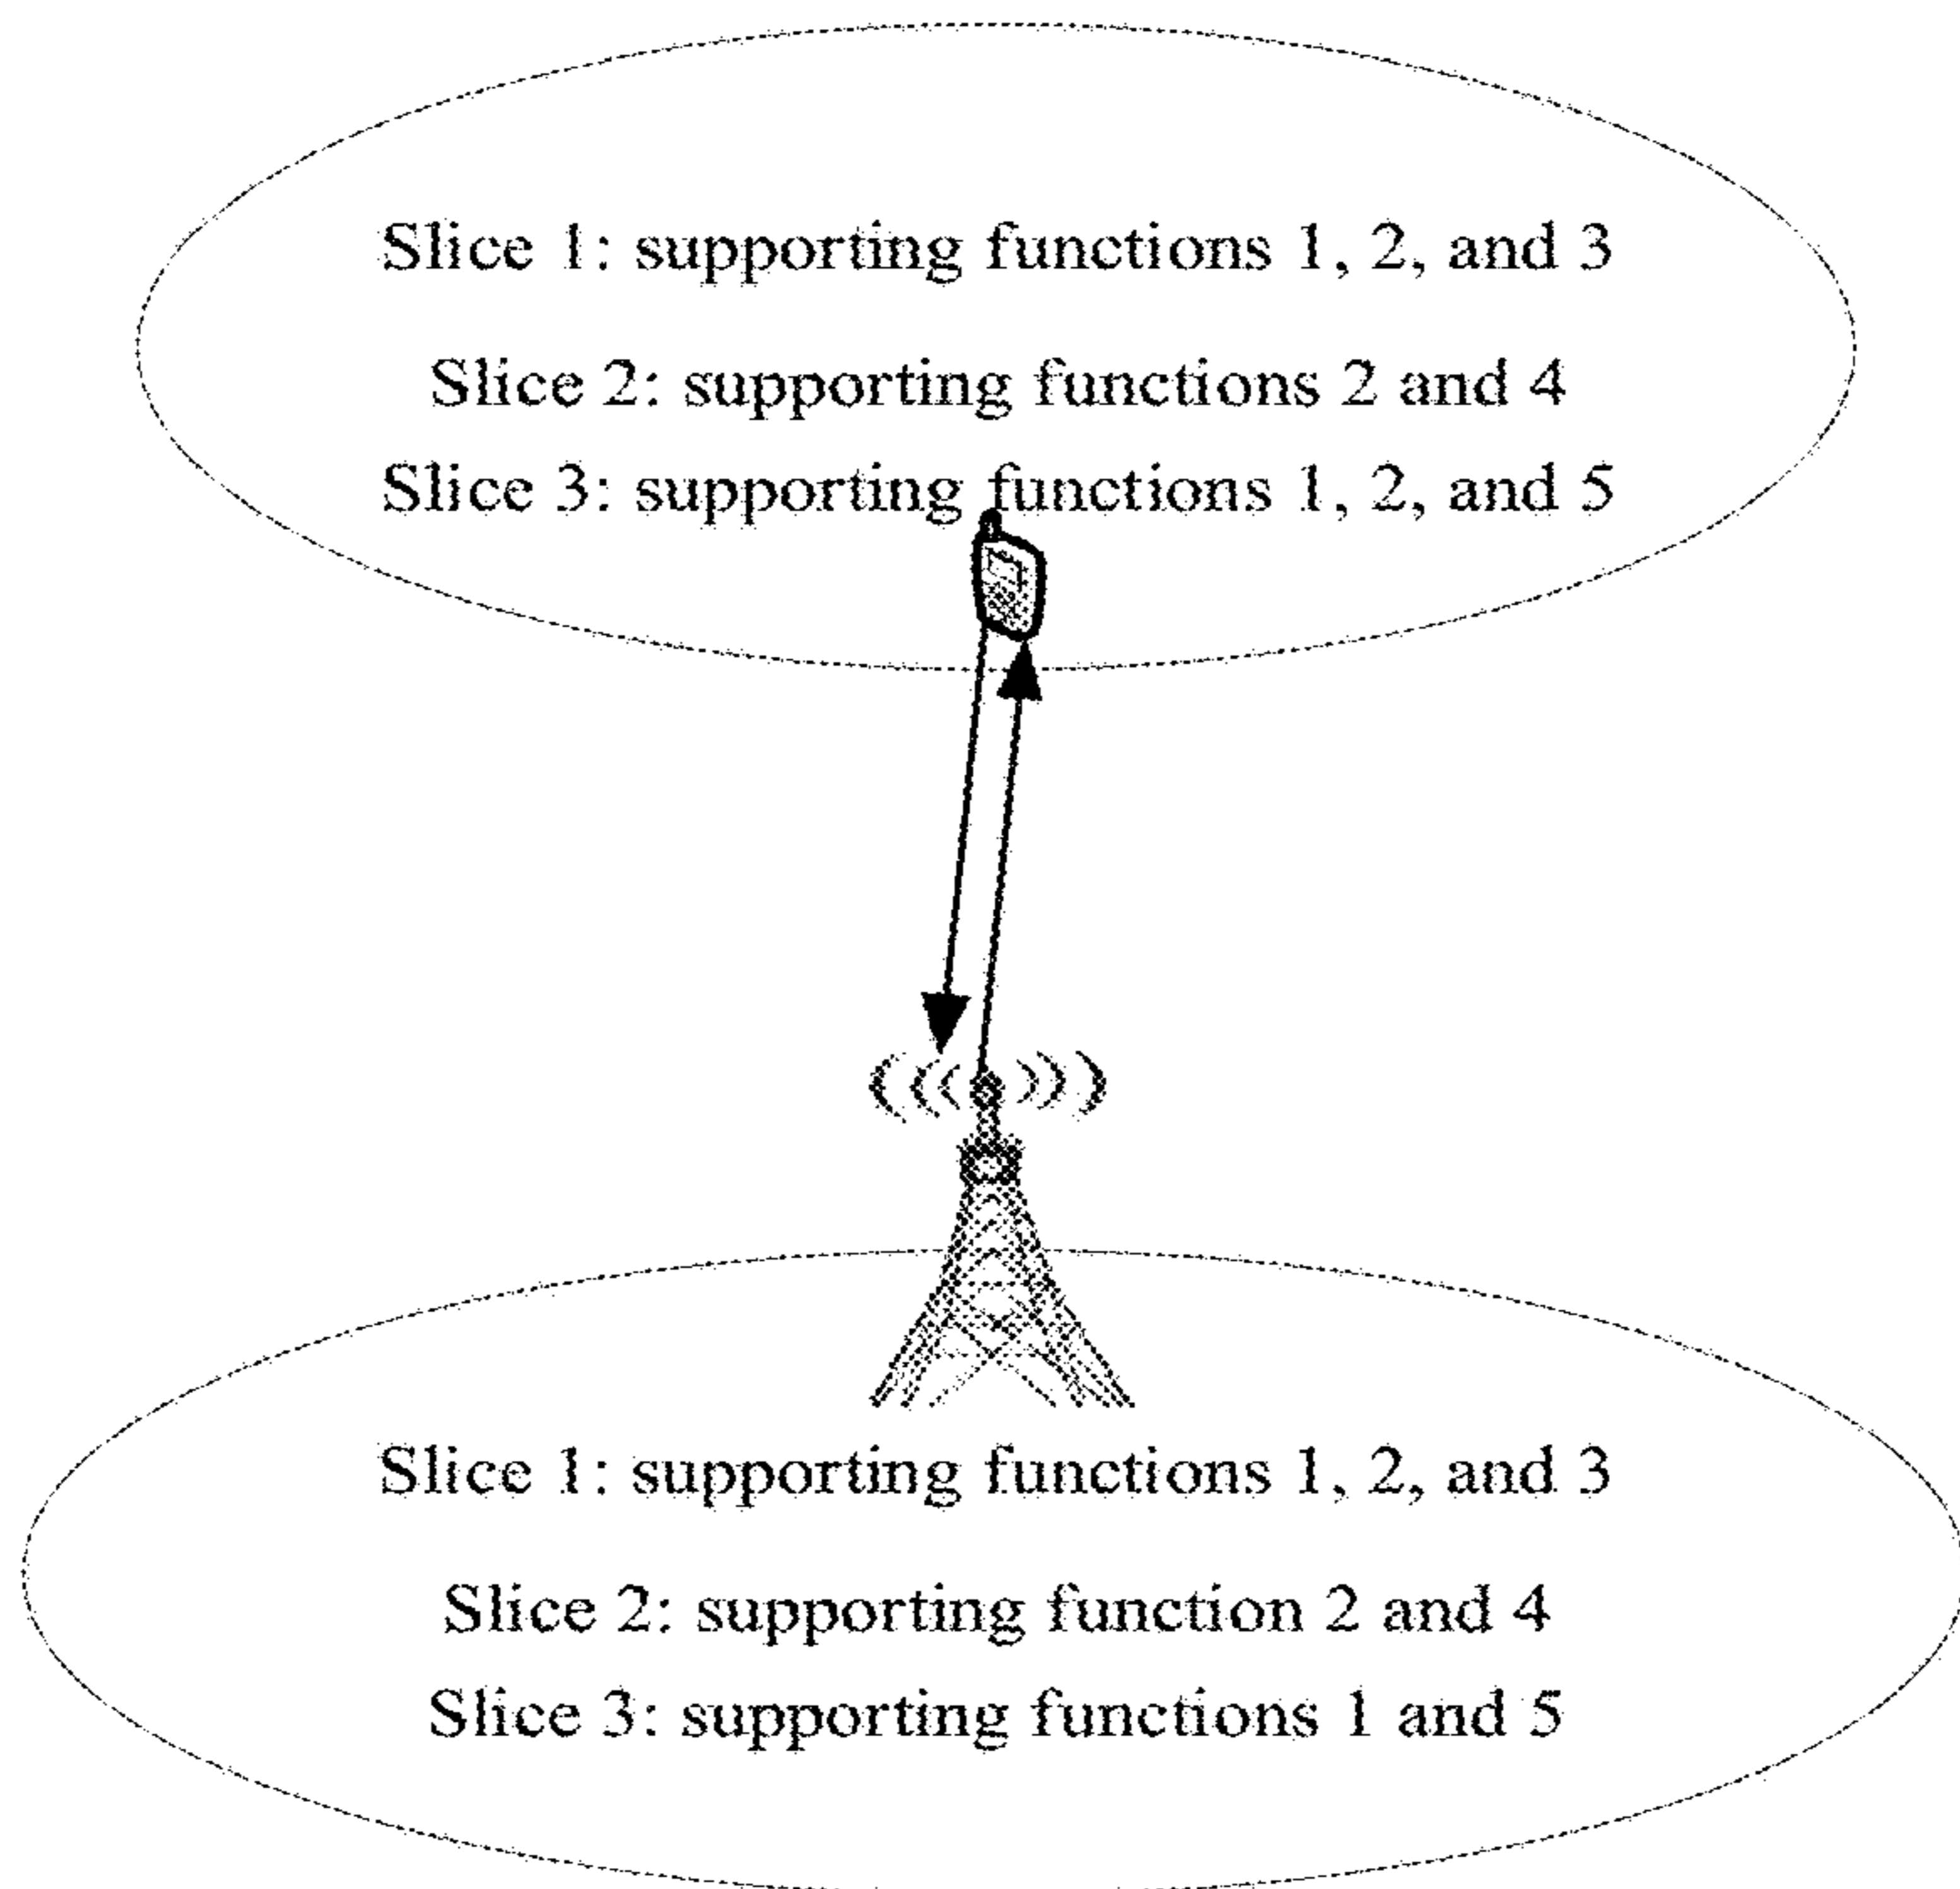 Slice 1: supporting functions 1, 2, and 3
Slice 2: supporting functions 2 and 4
Slice 3: supporting functions 1, 2, and 5
Slice 1: supporting functions 1, 2, and 3
Slice 2: supporting function 2 and 4
Slice 3: supporting functions 1 and 5